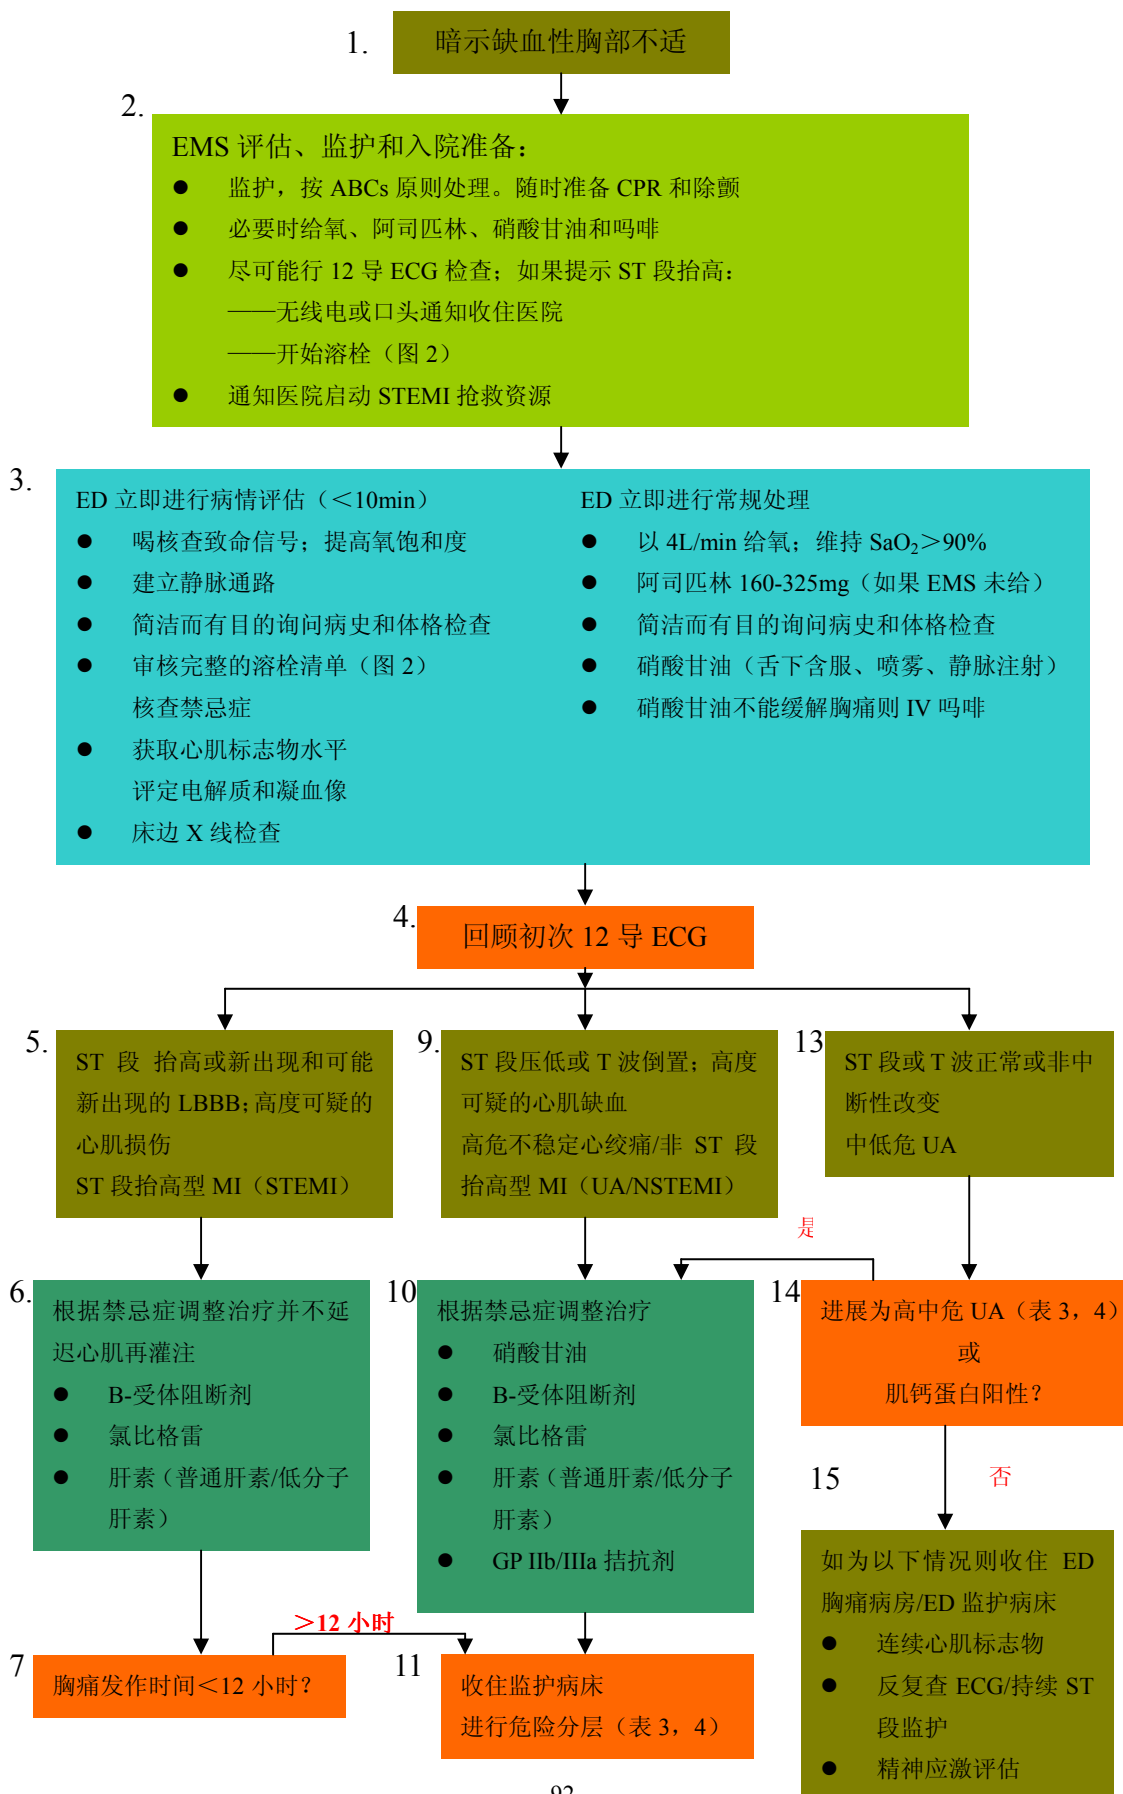 1.
暗示缺血性胸部不适
2.
EMS 评估、监护和入院准备：
● 监护，按 ABCs 原则处理。随时准备 CPR 和除颤
● 必要时给氧、阿司匹林、硝酸甘油和吗啡
● 尽可能行 12 导 ECG 检查；如果提示 ST 段抬高：
——无线电或口头通知收住医院
——开始溶栓（图 2）
● 通知医院启动 STEMI 抢救资源
3.
ED 立即进行病情评估（＜10min）
● 喝核查致命信号；提高氧饱和度
● 建立静脉通路
● 简洁而有目的询问病史和体格检查
● 审核完整的溶栓清单（图 2）
核查禁忌症
● 获取心肌标志物水平
评定电解质和凝血像
● 床边 X 线检查
ED 立即进行常规处理
● 以 4L/min 给氧；维持 SaO₂＞90%
● 阿司匹林 160-325mg（如果 EMS 未给）
● 简洁而有目的询问病史和体格检查
● 硝酸甘油（舌下含服、喷雾、静脉注射）
● 硝酸甘油不能缓解胸痛则 IV 吗啡
4.
回顾初次 12 导 ECG
5.
ST 段 抬高或新出现和可能
新出现的 LBBB；高度可疑的
心肌损伤
ST 段抬高型 MI（STEMI）
9.
ST 段压低或 T 波倒置；高度
可疑的心肌缺血
高危不稳定心绞痛/非 ST 段
抬高型 MI（UA/NSTEMI）
13
ST 段或 T 波正常或非中
断性改变
中低危 UA
是
6.
根据禁忌症调整治疗并不延
迟心肌再灌注
● B-受体阻断剂
● 氯比格雷
● 肝素（普通肝素/低分子
肝素）
10
根据禁忌症调整治疗
● 硝酸甘油
● B-受体阻断剂
● 氯比格雷
● 肝素（普通肝素/低分子
肝素）
● GP IIb/IIIa 拮抗剂
14
进展为高中危 UA（表 3，4）
或
肌钙蛋白阳性？
15
否
如为以下情况则收住 ED
胸痛病房/ED 监护病床
● 连续心肌标志物
● 反复查 ECG/持续 ST
段监护
● 精神应激评估
＞12 小时
7
胸痛发作时间＜12 小时？
11
收住监护病床
进行危险分层（表 3，4）
92